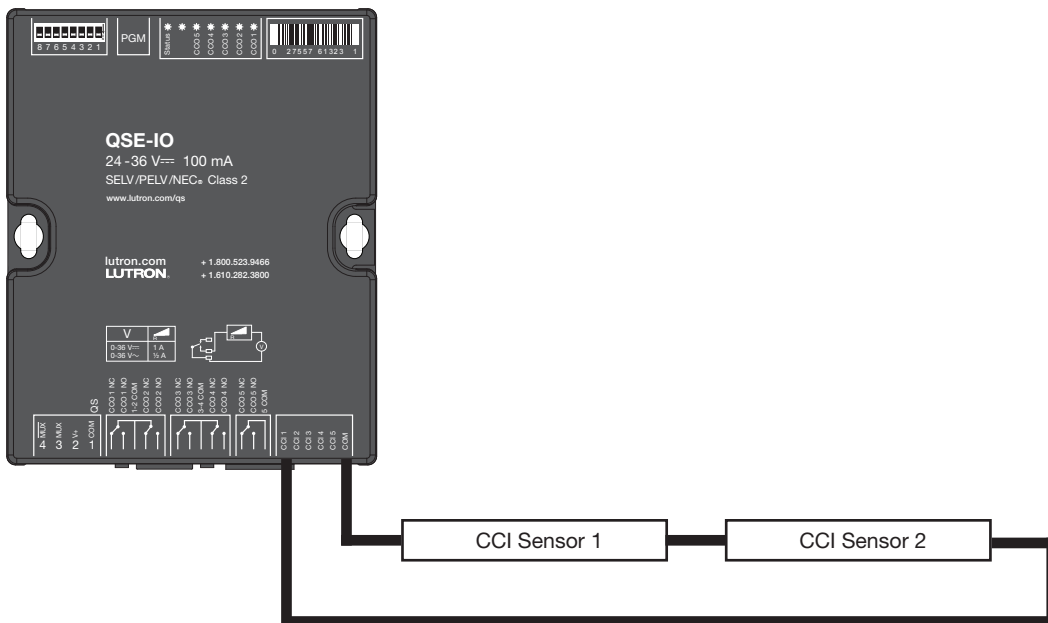 8 7 6 5 4 3 2 1
PGM
Status
CCO 5
CCO 4
CCO 3
CCO 2
CCO 1
0 27557 61323 1
QSE-IO
24-36 V 100 mA
SELV/PELV/NEC® Class 2
www.lutron.com/qs
lutron.com + 1.800.523.9466
LUTRON. + 1.610.282.3800
V R
0-36 V 1 A
0-36 V~ ½ A
R
V
QS
CCO 1 NC
CCO 1 NO
1-2 COM
CCO 2 NC
CCO 2 NO
CCO 3 NC
CCO 3 NO
3-4 COM
CCO 4 NC
CCO 4 NO
CCO 5 NC
CCO 5 NO
5 COM
4 MUX
3 MUX
2 V+
1 COM
CCI 1
CCI 2
CCI 3
CCI 4
CCI 5
COM
CCI Sensor 1
CCI Sensor 2